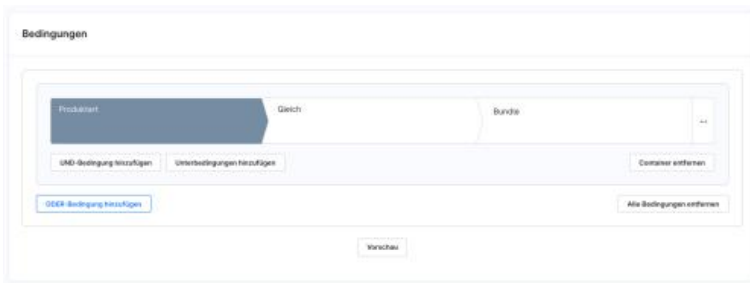 Bedingungen
Produktart
Gleich
Bundle
...
UND-Bedingung hinzufügen
Unterbedingungen hinzufügen
Container entfernen
ODER-Bedingung hinzufügen
Alle Bedingungen entfernen
Vorschau